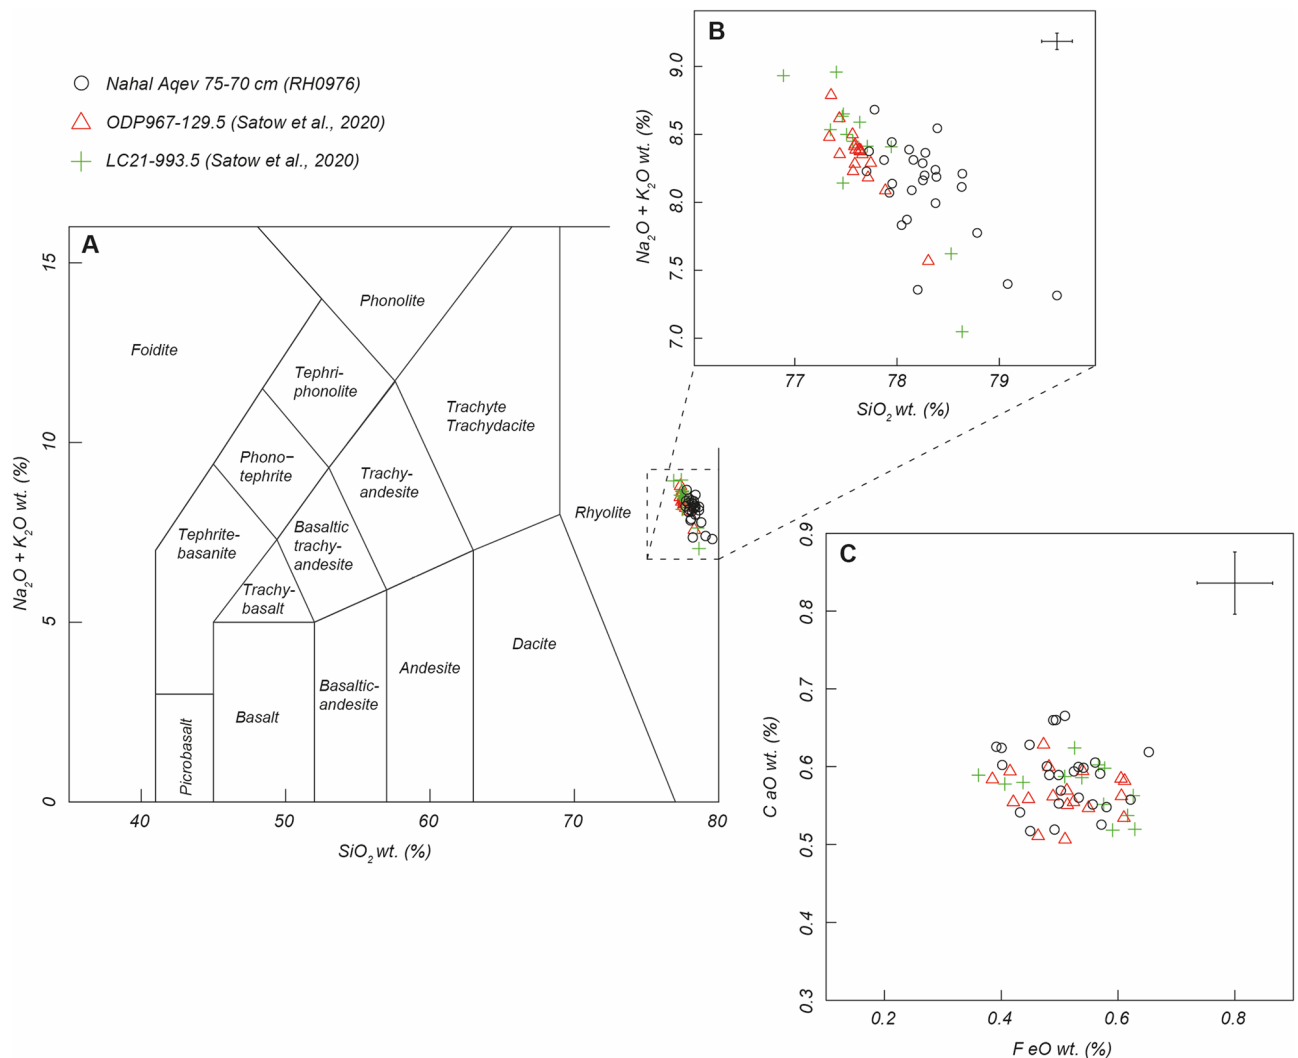 Nahal Aqev 75-70 cm (RH0976)
ODP967-129.5 (Satow et al., 2020)
LC21-993.5 (Satow et al., 2020)
A
Na2O + K2O wt. (%)
15
10
5
0
Foidite
Phonolite
Tephri-
phonolite
Trachyte
Trachydacite
Phono–
tephrite
Trachy-
andesite
Rhyolite
Tephrite-
basanite
Basaltic
trachy-
andesite
Trachy-
basalt
Dacite
Andesite
Basaltic-
andesite
Basalt
Picrobasalt
40
50
60
70
80
SiO2 wt. (%)
B
Na2O + K2O wt. (%)
9.0
8.5
8.0
7.5
7.0
77
78
79
SiO2 wt. (%)
C
C aO wt. (%)
0.9
0.8
0.7
0.6
0.5
0.4
0.3
0.2
0.4
0.6
0.8
F eO wt. (%)